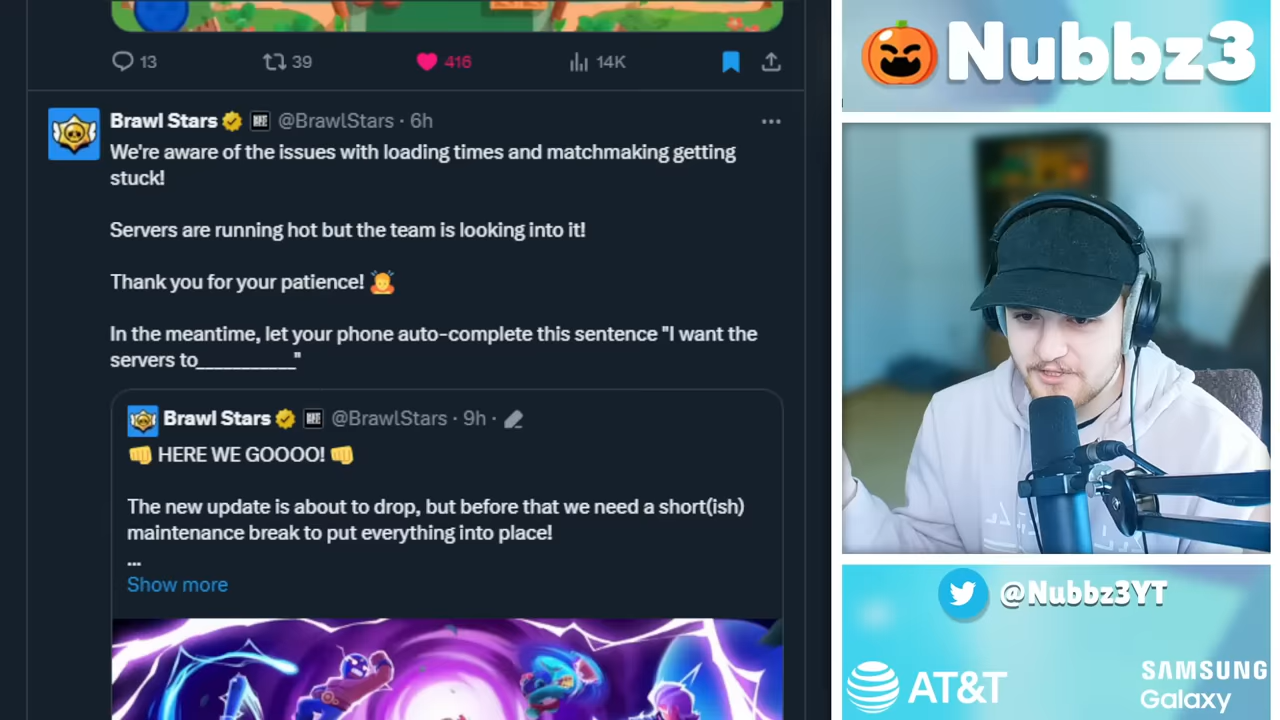 13 39 416 14K
Brawl Stars @BrawlStars · 6h
We're aware of the issues with loading times and matchmaking getting
stuck!
Servers are running hot but the team is looking into it!
Thank you for your patience!
In the meantime, let your phone auto-complete this sentence "I want the
servers to___________"
Brawl Stars @BrawlStars · 9h ·
HERE WE GOOOO!
The new update is about to drop, but before that we need a short(ish)
maintenance break to put everything into place!
...
Show more
Nubbz3
@Nubbz3YT
AT&T
SAMSUNG
Galaxy